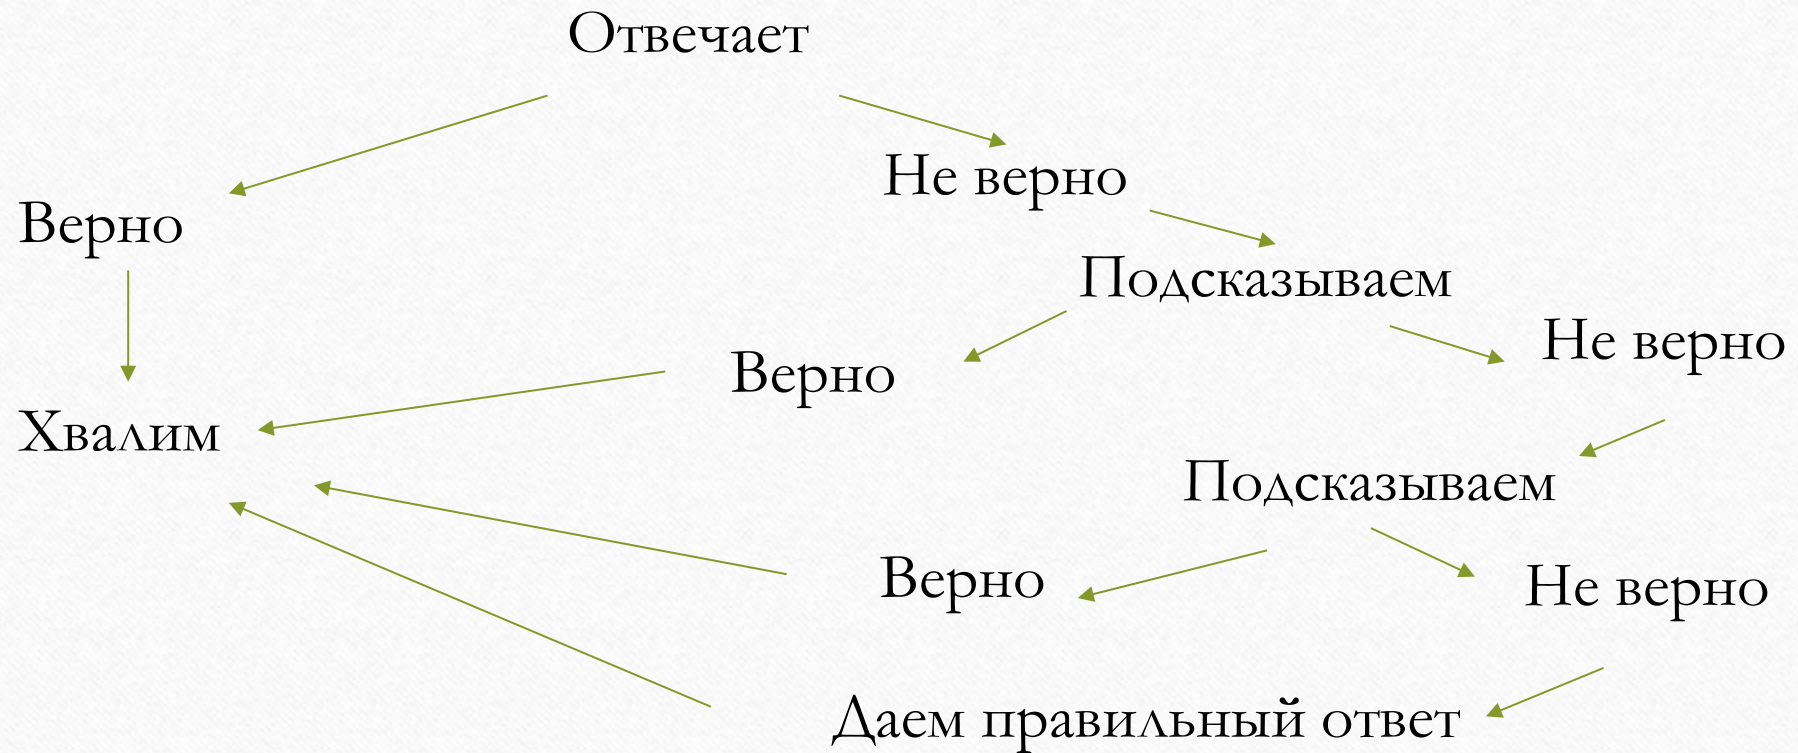 Отвечает
Не верно
Верно
Подсказываем
Не верно
Верно
Хвалим
Подсказываем
Верно
Не верно
Даем правильный ответ